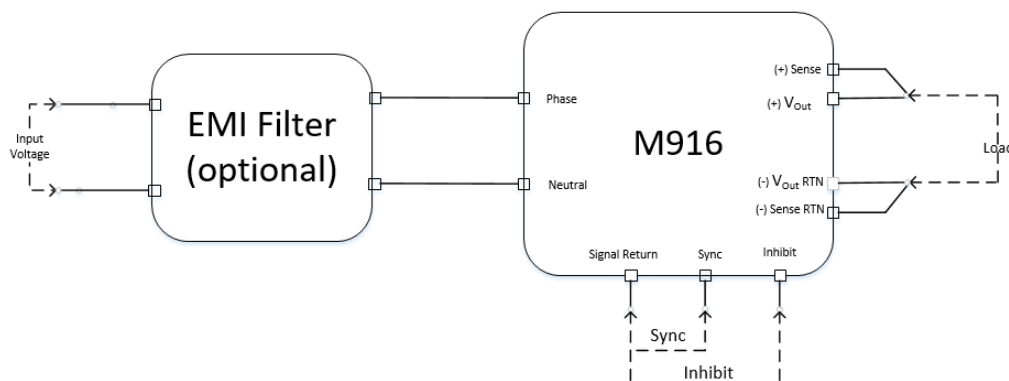 Input
Voltage
EMI Filter
(optional)
Phase
Neutral
M916
(+) Sense
(+) VOut
(-) VOut RTN
(-) Sense RTN
Load
Signal Return
Sync
Inhibit
Sync
Inhibit